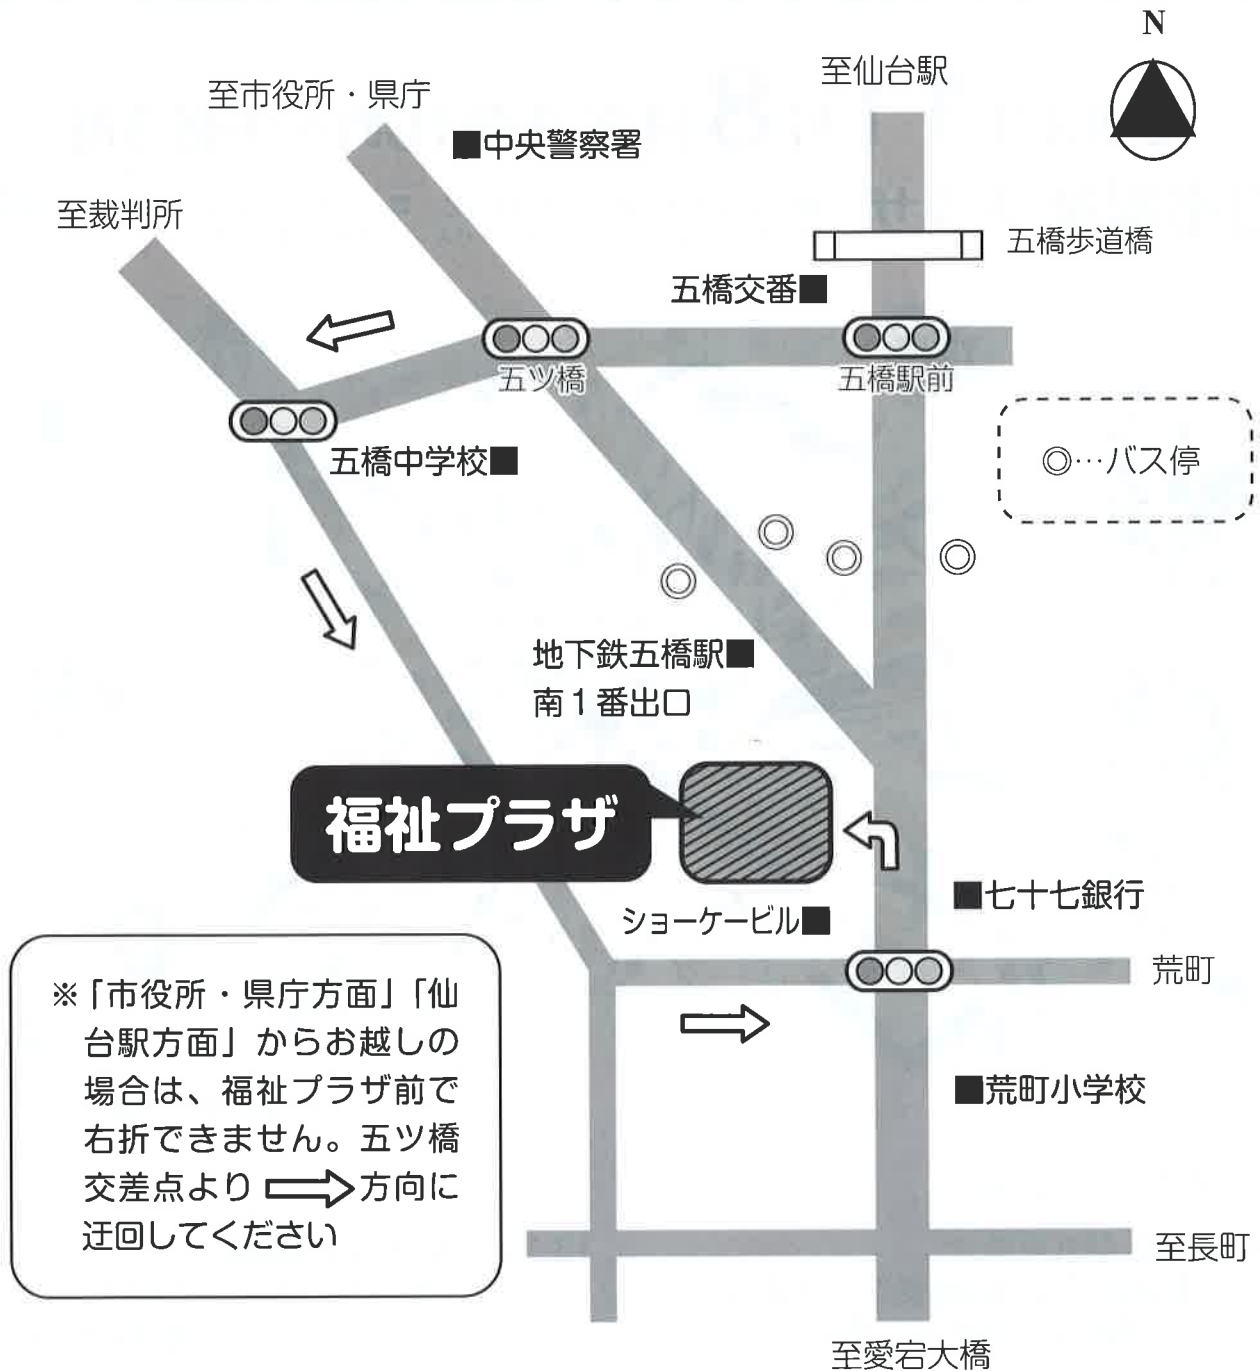 N
至仙台駅
至市役所・県庁
■中央警察署
至裁判所
五橋歩道橋
五橋交番■
五ツ橋
五橋駅前
五橋中学校■
◎…バス停
地下鉄五橋駅■
南1番出口
福祉プラザ
■七十七銀行
ショーケービル■
荒町
※「市役所・県庁方面」「仙
台駅方面」からお越しの
場合は、福祉プラザ前で
右折できません。五ツ橋
交差点より⇨方向に
迂回してください
■荒町小学校
至長町
至愛宕大橋